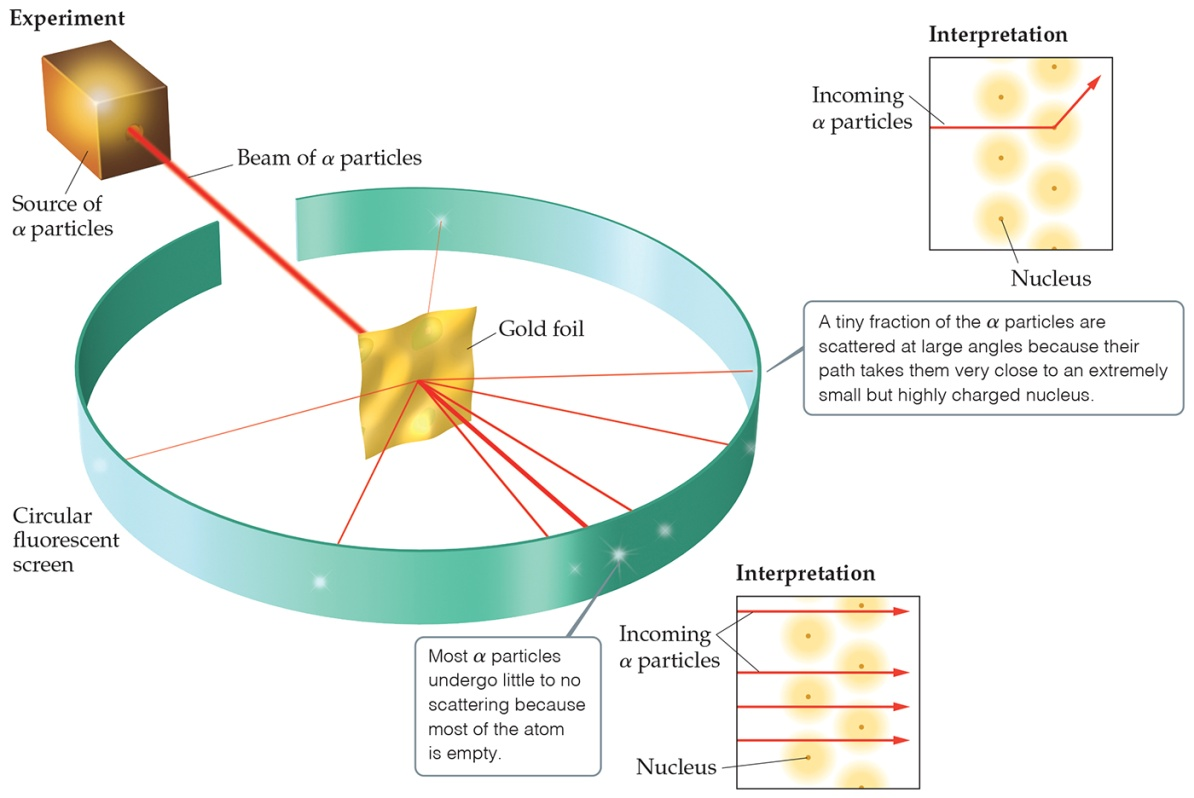 Experiment
Interpretation
Incoming
α particles
Beam of α particles
Source of
α particles
Nucleus
Gold foil
A tiny fraction of the α particles are
scattered at large angles because their
path takes them very close to an extremely
small but highly charged nucleus.
Circular
fluorescent
screen
Interpretation
Incoming
α particles
Most α particles
undergo little to no
scattering because
most of the atom
is empty.
Nucleus